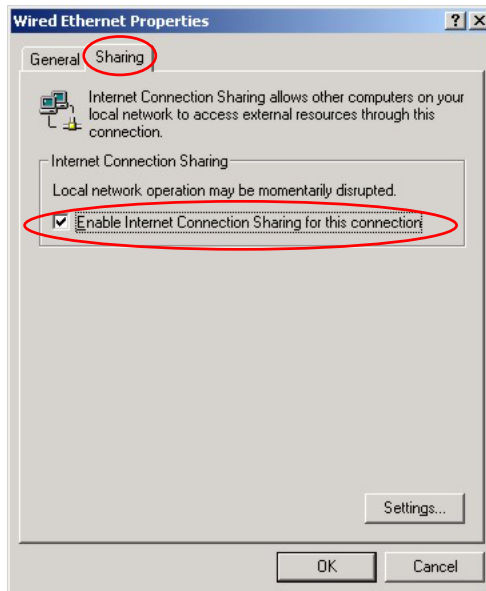 Wired Ethernet Properties
? X
General Sharing
Internet Connection Sharing allows other computers on your
local network to access external resources through this
connection.
Internet Connection Sharing
Local network operation may be momentarily disrupted.
Enable Internet Connection Sharing for this connection
Settings...
OK Cancel